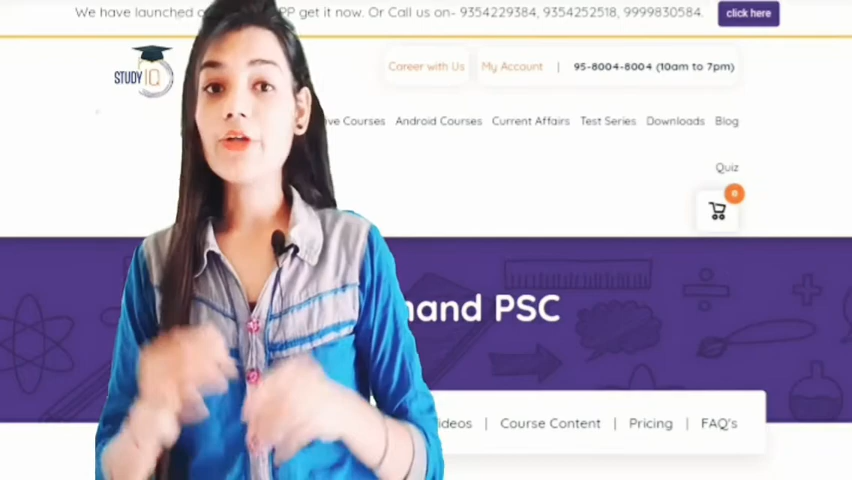 We have launched PP get it now. Or Call us on- 9354229384, 9354252518, 9999830584. click here
STUDY IQ
Career with Us My Account | 95-8004-8004 (10am to 7pm)
ve Courses Android Courses Current Affairs Test Series Downloads Blog
Quiz
0
hand PSC
ideos | Course Content | Pricing | FAQ's